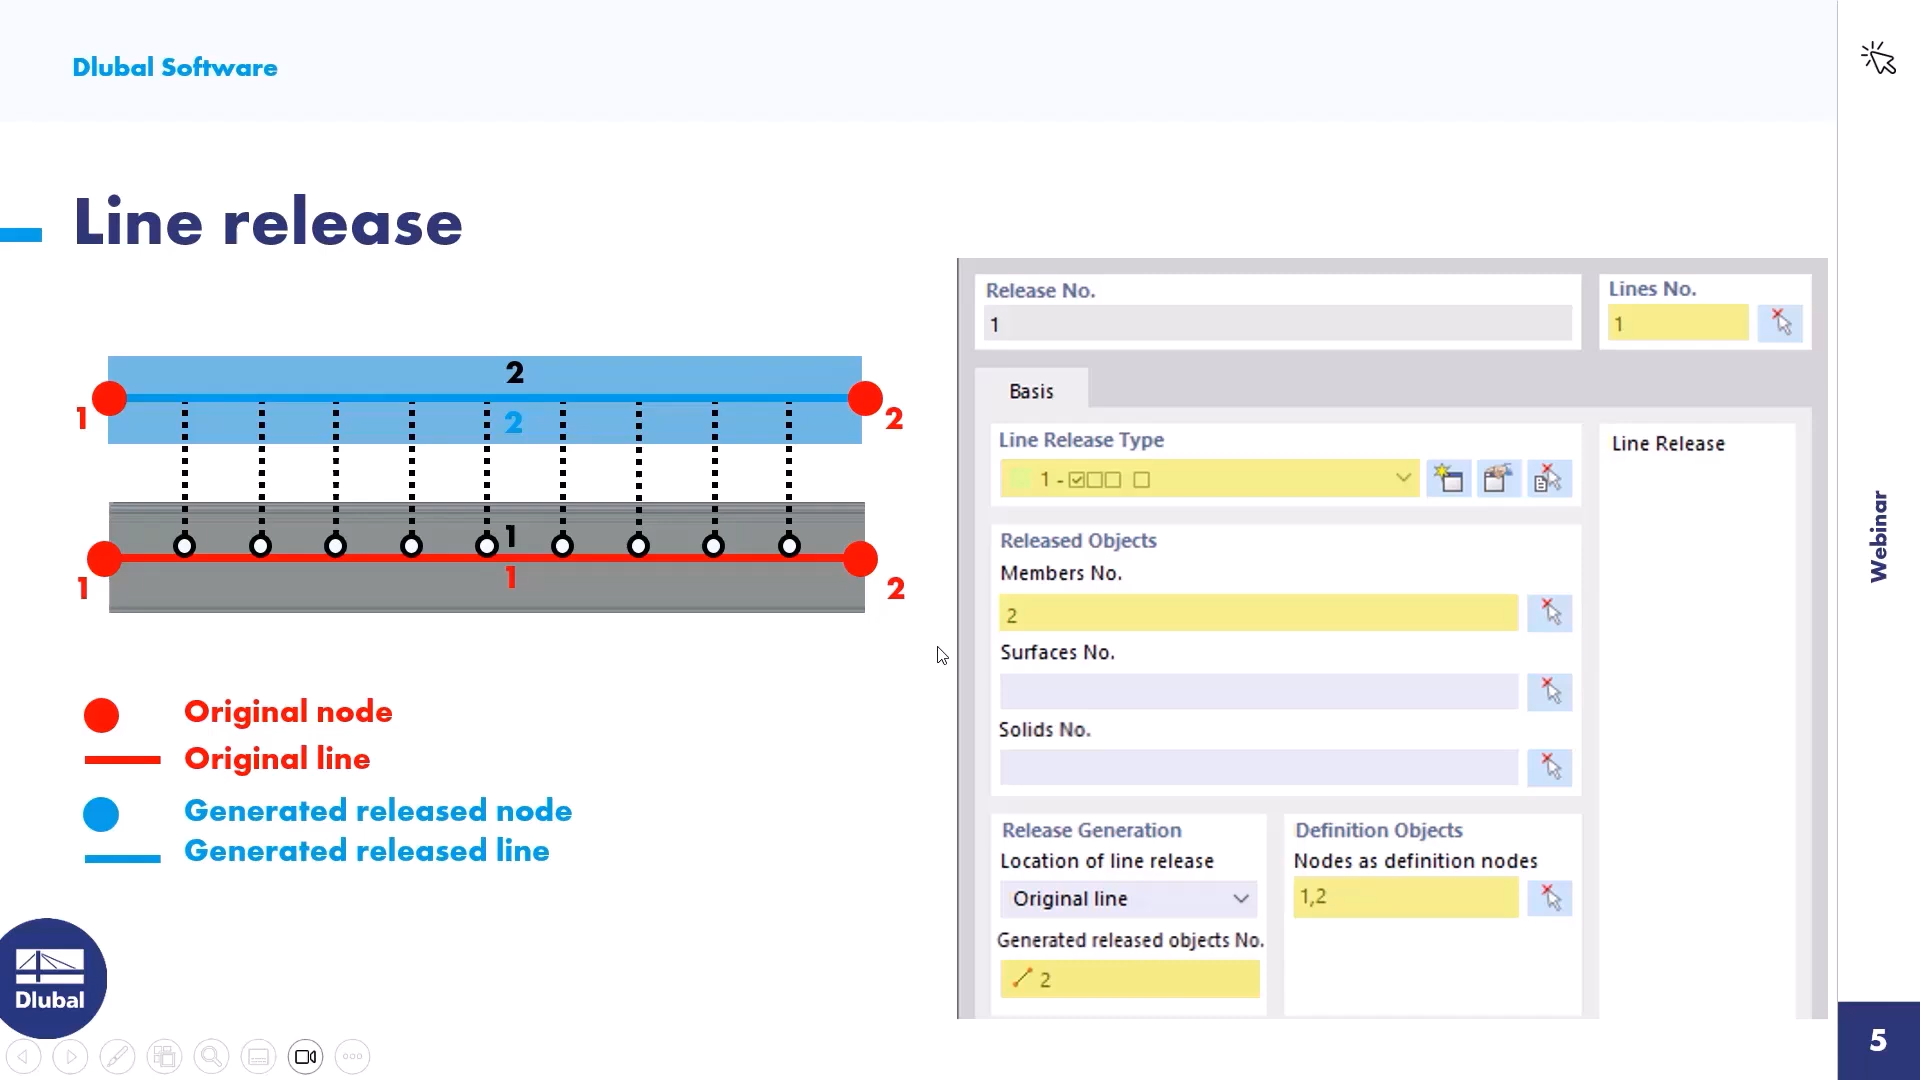 Dlubal Software
Line release
2
1
2
2
1
1
2
1
Original node
Original line
Generated released node
Generated released line
Dlubal
Release No.
1
Lines No.
1
Basis
Line Release Type
1 -
Line Release
Released Objects
Members No.
2
Surfaces No.
Solids No.
Release Generation
Location of line release
Original line
Generated released objects No.
2
Definition Objects
Nodes as definition nodes
1,2
Webinar
5